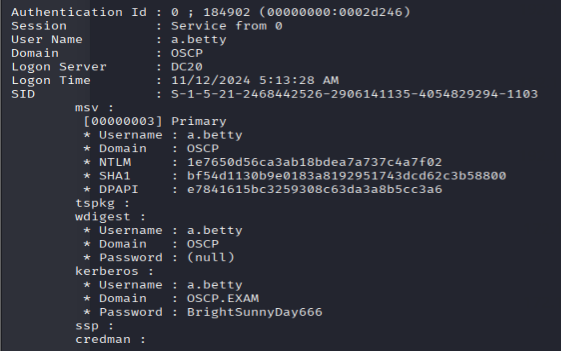 Authentication Id : 0 ; 184902 (00000000:0002d246)
Session           : Service from 0
User Name         : a.betty
Domain            : OSCP
Logon Server      : DC20
Logon Time        : 11/12/2024 5:13:28 AM
SID               : S-1-5-21-2468442526-2906141135-4054829294-1103
        msv :
         [00000003] Primary
         * Username : a.betty
         * Domain   : OSCP
         * NTLM     : 1e7650d56ca3ab18bdea7a737c4a7f02
         * SHA1     : bf54d1130b9e0183a8192951743dcd62c3b58800
         * DPAPI    : e7841615bc3259308c63da3a8b5cc3a6
        tspkg :
        wdigest :
         * Username : a.betty
         * Domain   : OSCP
         * Password : (null)
        kerberos :
         * Username : a.betty
         * Domain   : OSCP.EXAM
         * Password : BrightSunnyDay666
        ssp :
        credman :